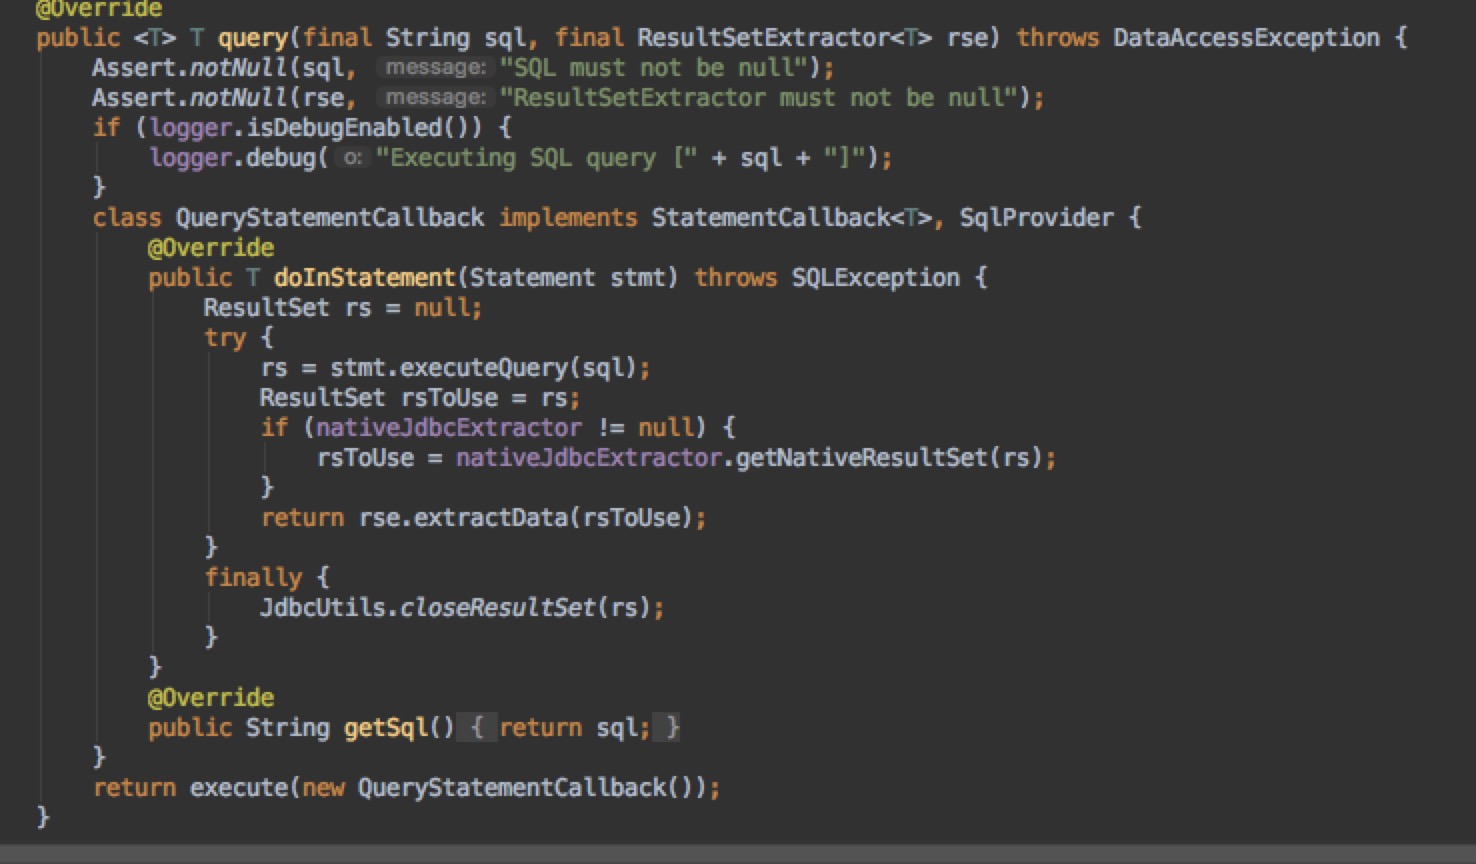 @Override
public <T> T query(final String sql, final ResultSetExtractor<T> rse) throws DataAccessException {
Assert.notNull(sql, message: "SQL must not be null");
Assert.notNull(rse, message: "ResultSetExtractor must not be null");
if (logger.isDebugEnabled()) {
logger.debug( o: "Executing SQL query [" + sql + "]");
}
class QueryStatementCallback implements StatementCallback<T>, SqlProvider {
@Override
public T doInStatement(Statement stmt) throws SQLException {
ResultSet rs = null;
try {
rs = stmt.executeQuery(sql);
ResultSet rsToUse = rs;
if (nativeJdbcExtractor != null) {
rsToUse = nativeJdbcExtractor.getNativeResultSet(rs);
}
return rse.extractData(rsToUse);
}
finally {
JdbcUtils.closeResultSet(rs);
}
}
@Override
public String getSql() { return sql; }
}
return execute(new QueryStatementCallback());
}